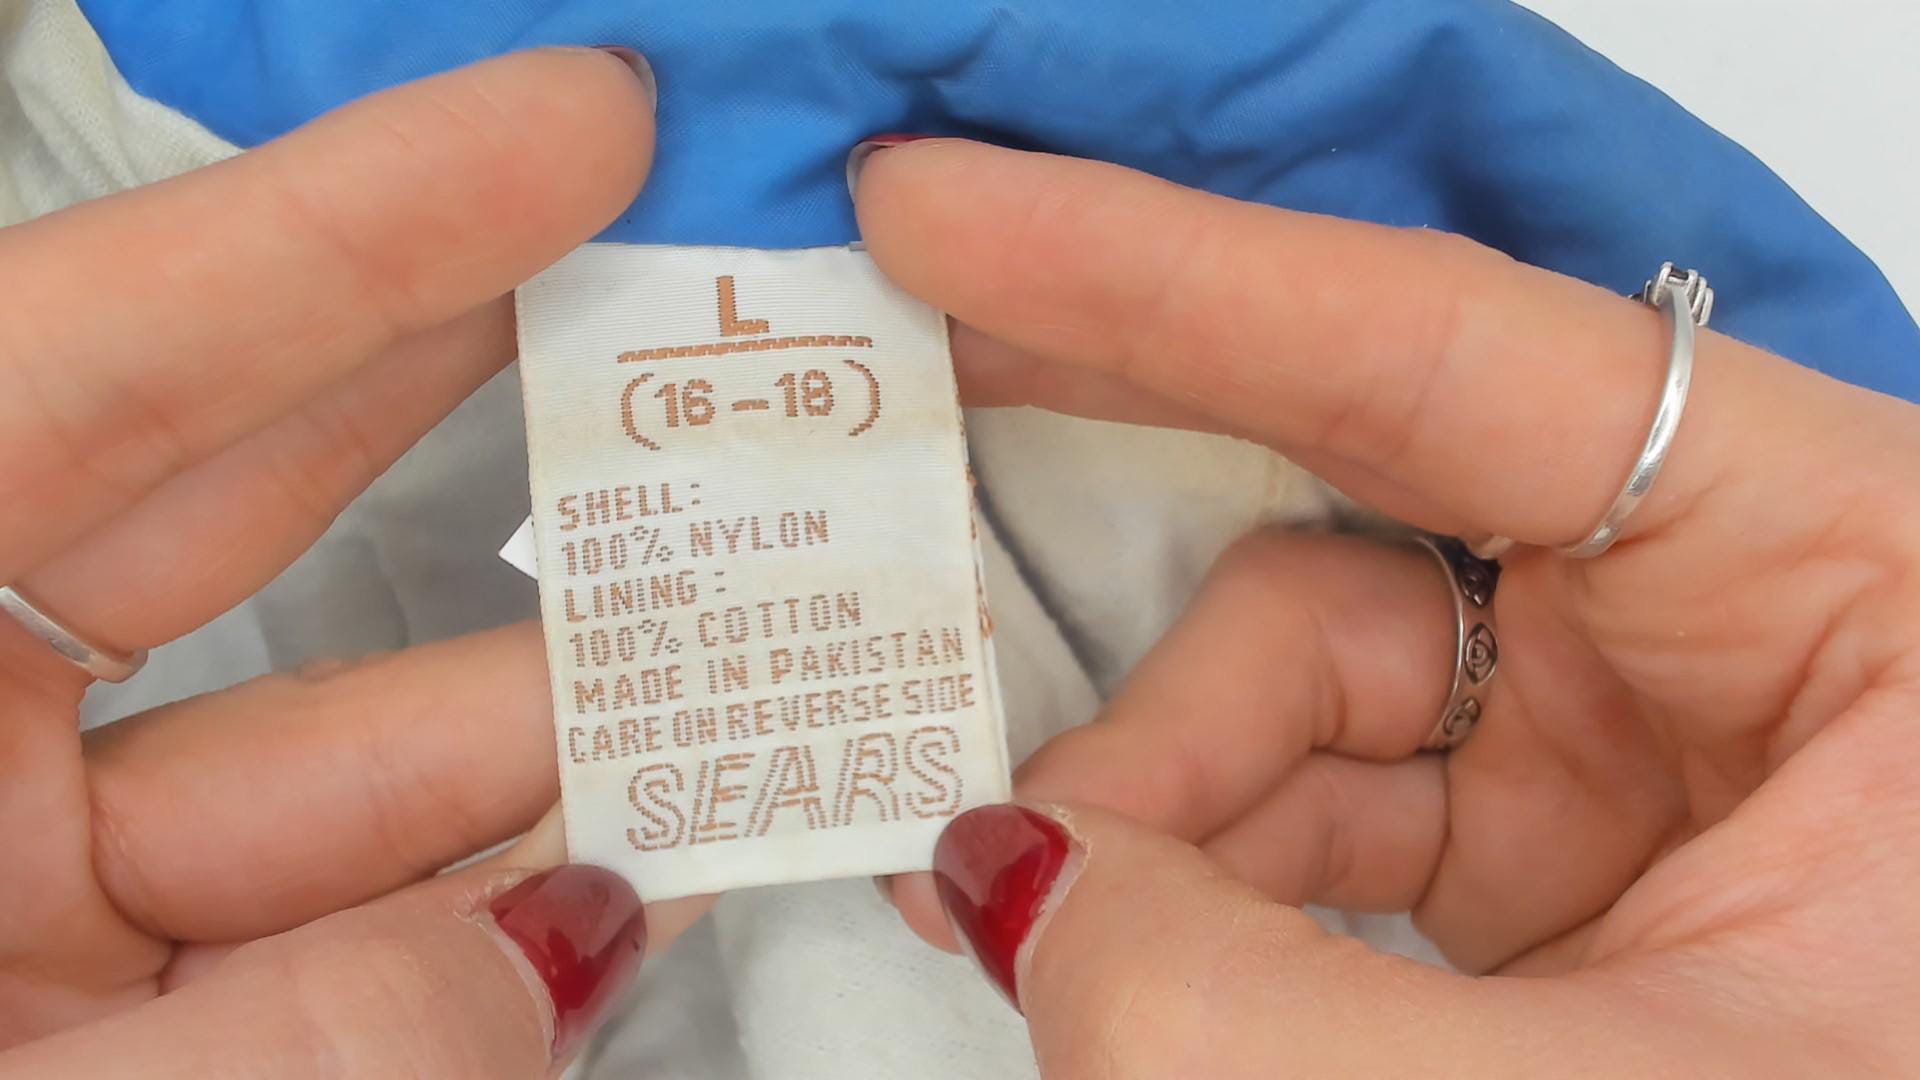 L
(16-18)
SHELL:
100% NYLON
LINING:
100% COTTON
MADE IN PAKISTAN
CARE ON REVERSE SIDE
SEARS